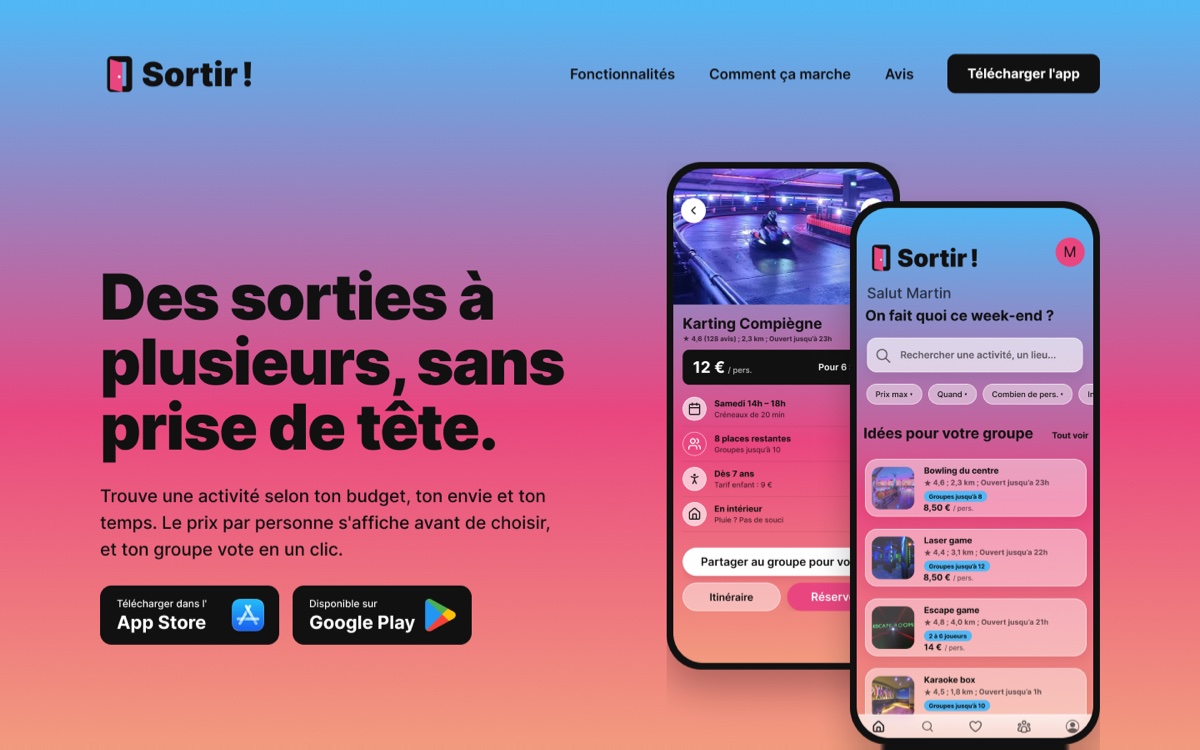 Sortir !
Fonctionnalités
Comment ça marche
Avis
Télécharger l'app
Des sorties à
plusieurs, sans
prise de tête.
Trouve une activité selon ton budget, ton envie et ton
temps. Le prix par personne s'affiche avant de choisir,
et ton groupe vote en un clic.
Télécharger dans l'
App Store
Disponible sur
Google Play
Karting Compiègne
★ 4,6 (128 avis) ; 2,3 km ; Ouvert jusqu'à 23h
12 € / pers.
Pour 6
Samedi 14h – 18h
Créneaux de 20 min
8 places restantes
Groupes jusqu'à 10
Dès 7 ans
Tarif enfant : 9 €
En intérieur
Pluie ? Pas de souci
Partager au groupe pour vo
Itinéraire
Réserve
Sortir !
M
Salut Martin
On fait quoi ce week-end ?
Rechercher une activité, un lieu...
Prix max •
Quand •
Combien de pers. •
Idées pour votre groupe
Tout voir
Bowling du centre
★ 4,6 ; 2,3 km ; Ouvert jusqu'a 23h
Groupes jusqu'à 8
8,50 € / pers.
Laser game
★ 4,4 ; 3,1 km ; Ouvert jusqu'a 22h
Groupes jusqu'à 12
8,50 € / pers.
Escape game
★ 4,8 ; 4,0 km ; Ouvert jusqu'a 21h
2 à 6 joueurs
14 € / pers.
Karaoke box
★ 4,5 ; 1,8 km ; Ouvert jusqu'a 1h
Groupes jusqu'à 10